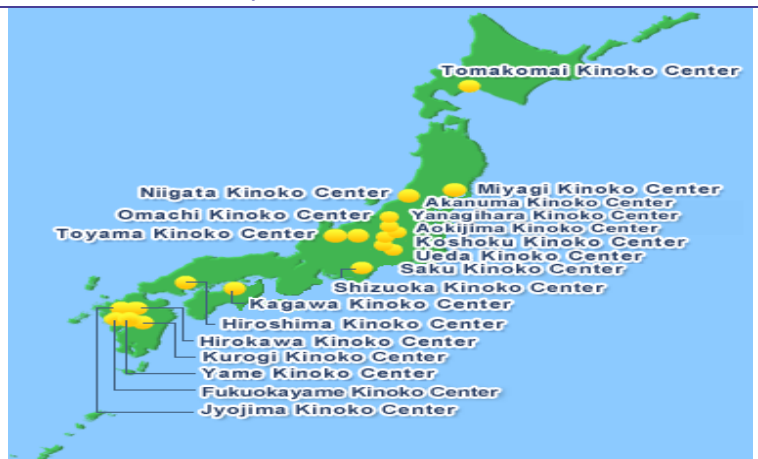 Tomakomai Kinoko Center
Niigata Kinoko Center
Miyagi Kinoko Center
Akanuma Kinoko Center
Omachi Kinoko Center
Yanagihara Kinoko Center
Toyama Kinoko Center
Aokijima Kinoko Center
Koshoku Kinoko Center
Ueda Kinoko Center
Saku Kinoko Center
Shizuoka Kinoko Center
Kagawa Kinoko Center
Hiroshima Kinoko Center
Hirokawa Kinoko Center
Kurogi Kinoko Center
Yame Kinoko Center
Fukuokayame Kinoko Center
Jyojima Kinoko Center